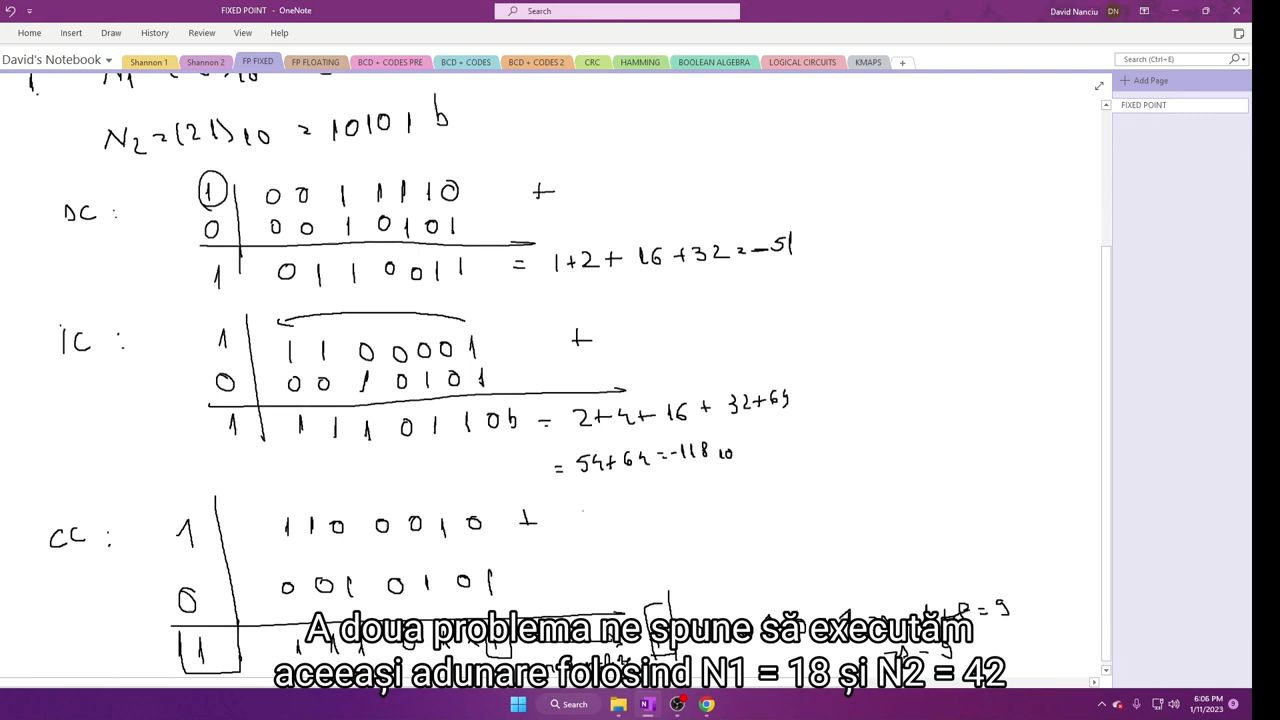 FIXED POINT - OneNote
Search
David Nanciu DN
Home Insert Draw History Review View Help
David's Notebook
Shannon 1 Shannon 2 FP FIXED FP FLOATING BCD + CODES PRE BCD + CODES BCD + CODES 2 CRC HAMMING BOOLEAN ALGEBRA LOGICAL CIRCUITS KMAPS +
Search (Ctrl+E)
Add Page
FIXED POINT
N2 = (21)10 = 10101 b
DC :
1 0 0 1 1 1 1 0 +
0 0 0 1 0 1 0 1
1 0 1 1 0 0 1 1 = 1+2+ 16+32 = -51
IC :
1 1 1 0 0 0 0 1 +
0 0 0 1 0 1 0 1
1 1 1 1 0 1 1 0 b = 2+4+16 + 32+64
= 54+64 = -118 10
CC :
1 1 1 0 0 0 1 0 +
0 0 0 1 0 1 0 1
A doua problema ne spune să executăm
aceeași adunare folosind N1 = 18 și N2 = 42
Search
6:06 PM
1/11/2023